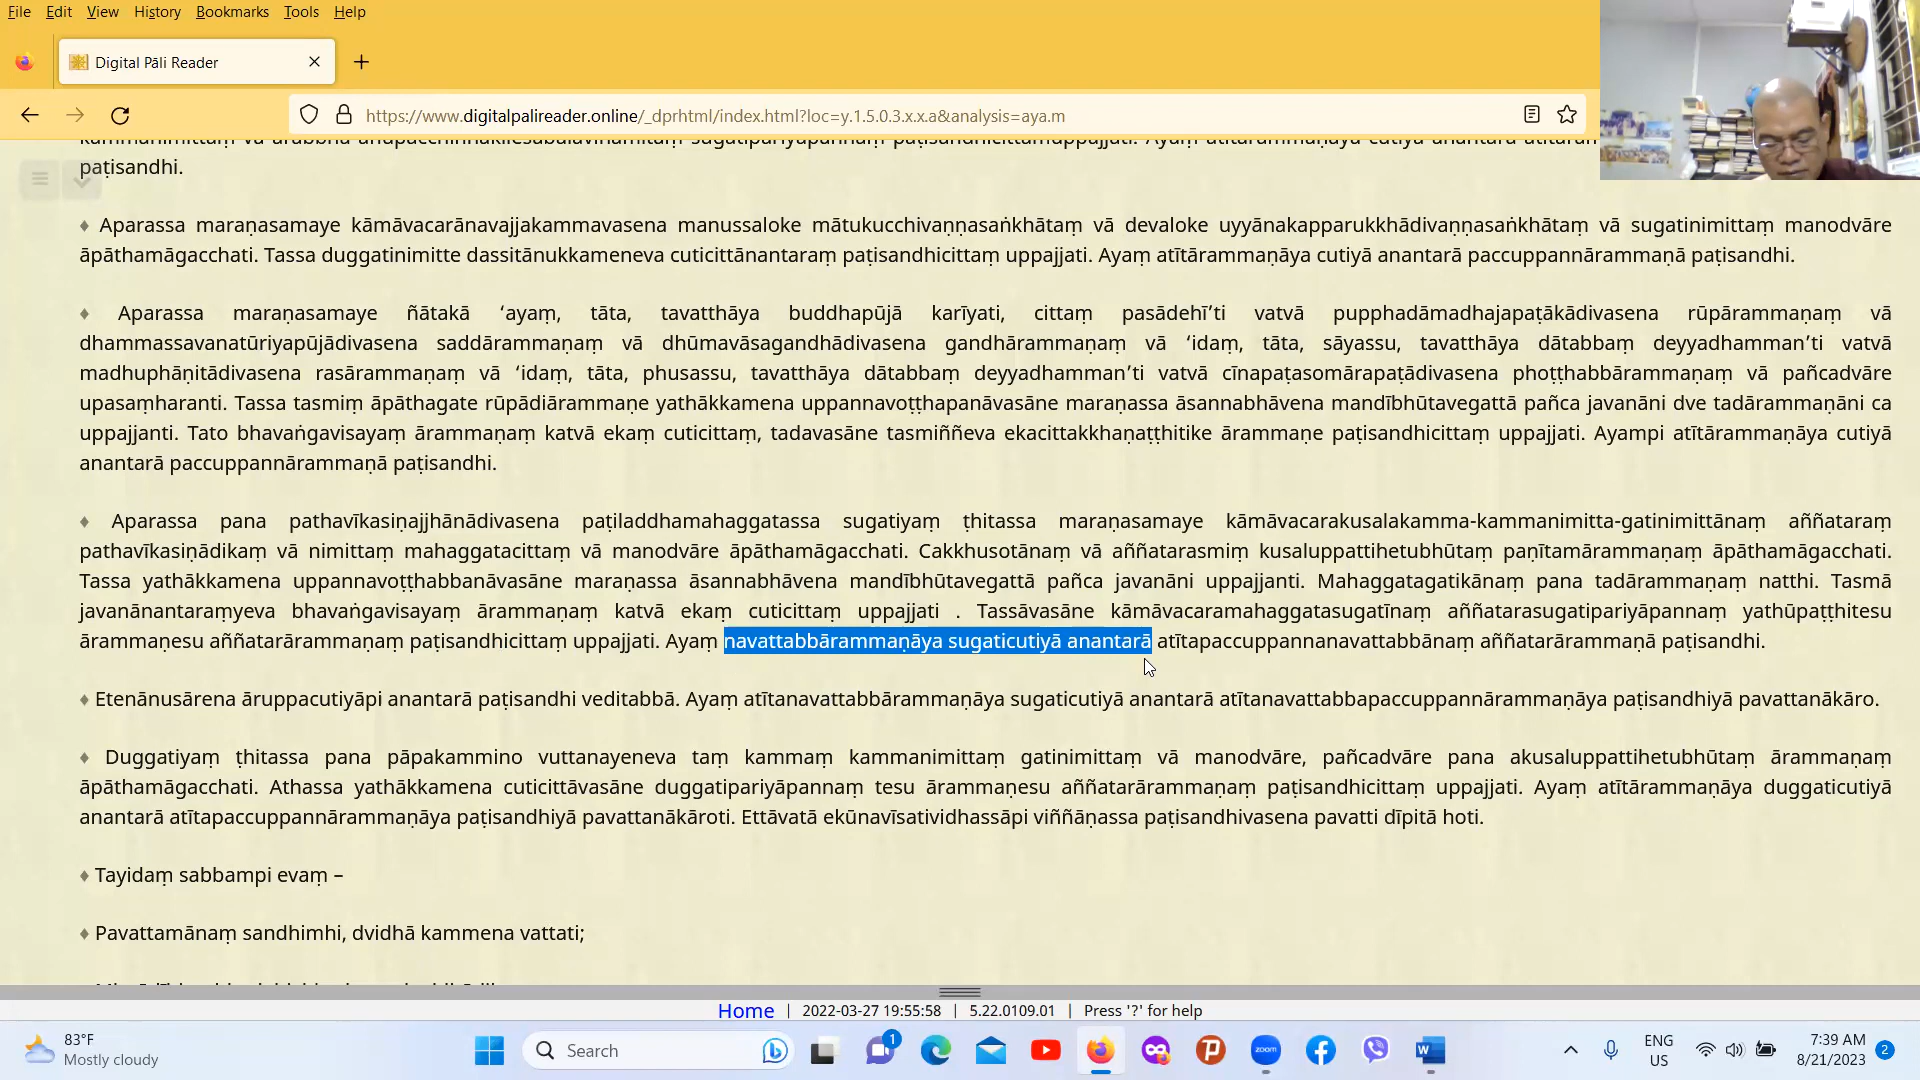 File Edit View History Bookmarks Tools Help
Digital Pāli Reader
https://www.digitalpalireader.online/_dprhtml/index.html?loc=y.1.5.0.3.x.x.a&analysis=aya.m
paṭisandhi.
♦ Aparassa maraṇasamaye kāmāvacarānavajjakammavasena manussaloke mātukucchivaṇṇasaṅkhātaṃ vā devaloke uyyānakapparukkhādivaṇṇasaṅkhātaṃ vā sugatinimittaṃ manodvāre
āpāthamāgacchati. Tassa duggatinimitte dassitānukkameneva cuticittānantaraṃ paṭisandhicittaṃ uppajjati. Ayaṃ atītārammaṇāya cutiyā anantarā paccuppannārammaṇā paṭisandhi.
♦ Aparassa maraṇasamaye ñātakā ‘ayaṃ, tāta, tavatthāya buddhapūjā karīyati, cittaṃ pasādehī’ti vatvā pupphadāmadhajapaṭākādivasena rūpārammaṇaṃ vā
dhammassavanatūriyapūjādivasena saddārammaṇaṃ vā dhūmavāsagandhādivasena gandhārammaṇaṃ vā ‘idaṃ, tāta, sāyassu, tavatthāya dātabbaṃ deyyadhamman’ti vatvā
madhuphāṇitādivasena rasārammaṇaṃ vā ‘idaṃ, tāta, phusassu, tavatthāya dātabbaṃ deyyadhamman’ti vatvā cīnapaṭasomārapaṭādivasena phoṭṭhabbārammaṇaṃ vā pañcadvāre
upasaṃharanti. Tassa tasmiṃ āpāthagate rūpādiārammaṇe yathākkamena uppannavoṭṭhapanāvasāne maraṇassa āsannabhāvena mandībhūtavegattā pañca javanāni dve tadārammaṇāni ca
uppajjanti. Tato bhavaṅgavisayaṃ ārammaṇaṃ katvā ekaṃ cuticittaṃ, tadavasāne tasmiññeva ekacittakkhaṇaṭṭhitike ārammaṇe paṭisandhicittaṃ uppajjati. Ayampi atītārammaṇāya cutiyā
anantarā paccuppannārammaṇā paṭisandhi.
♦ Aparassa pana pathavīkasiṇajjhānādivasena paṭiladdhamahaggatassa sugatiyaṃ ṭhitassa maraṇasamaye kāmāvacarakusalakamma-kammanimitta-gatinimittānaṃ aññataraṃ
pathavīkasiṇādikaṃ vā nimittaṃ mahaggatacittaṃ vā manodvāre āpāthamāgacchati. Cakkhusotānaṃ vā aññatarasmiṃ kusaluppattihetubhūtaṃ paṇītamārammaṇaṃ āpāthamāgacchati.
Tassa yathākkamena uppannavoṭṭhabbanāvasāne maraṇassa āsannabhāvena mandībhūtavegattā pañca javanāni uppajjanti. Mahaggatagatikānaṃ pana tadārammaṇaṃ natthi. Tasmā
javanānantaraṃyeva bhavaṅgavisayaṃ ārammaṇaṃ katvā ekaṃ cuticittaṃ uppajjati . Tassāvasāne kāmāvacaramahaggatasugatīnaṃ aññatarasugatipariyāpannaṃ yathūpaṭṭhitesu
ārammaṇesu aññatarārammaṇaṃ paṭisandhicittaṃ uppajjati. Ayaṃ navattabbārammaṇāya sugaticutiyā anantarā atītapaccuppannanavattabbānaṃ aññatarārammaṇā paṭisandhi.
♦ Etenānusārena āruppacutiyāpi anantarā paṭisandhi veditabbā. Ayaṃ atītanavattabbārammaṇāya sugaticutiyā anantarā atītanavattabbapaccuppannārammaṇāya paṭisandhiyā pavattanākāro.
♦ Duggatiyaṃ ṭhitassa pana pāpakammino vuttanayeneva taṃ kammaṃ kammanimittaṃ gatinimittaṃ vā manodvāre, pañcadvāre pana akusaluppattihetubhūtaṃ ārammaṇaṃ
āpāthamāgacchati. Athassa yathākkamena cuticittāvasāne duggatipariyāpannaṃ tesu ārammaṇesu aññatarārammaṇaṃ paṭisandhicittaṃ uppajjati. Ayaṃ atītārammaṇāya duggaticutiyā
anantarā atītapaccuppannārammaṇāya paṭisandhiyā pavattanākāroti. Ettāvatā ekūnavīsatividhassāpi viññāṇassa paṭisandhivasena pavatti dīpitā hoti.
♦ Tayidaṃ sabbampi evaṃ –
♦ Pavattamānaṃ sandhimhi, dvidhā kammena vattati;
Home | 2022-03-27 19:55:58 | 5.22.0109.01 | Press '?' for help
83°F
Mostly cloudy
Search
1
zoom
ENG
US
7:39 AM
8/21/2023
2